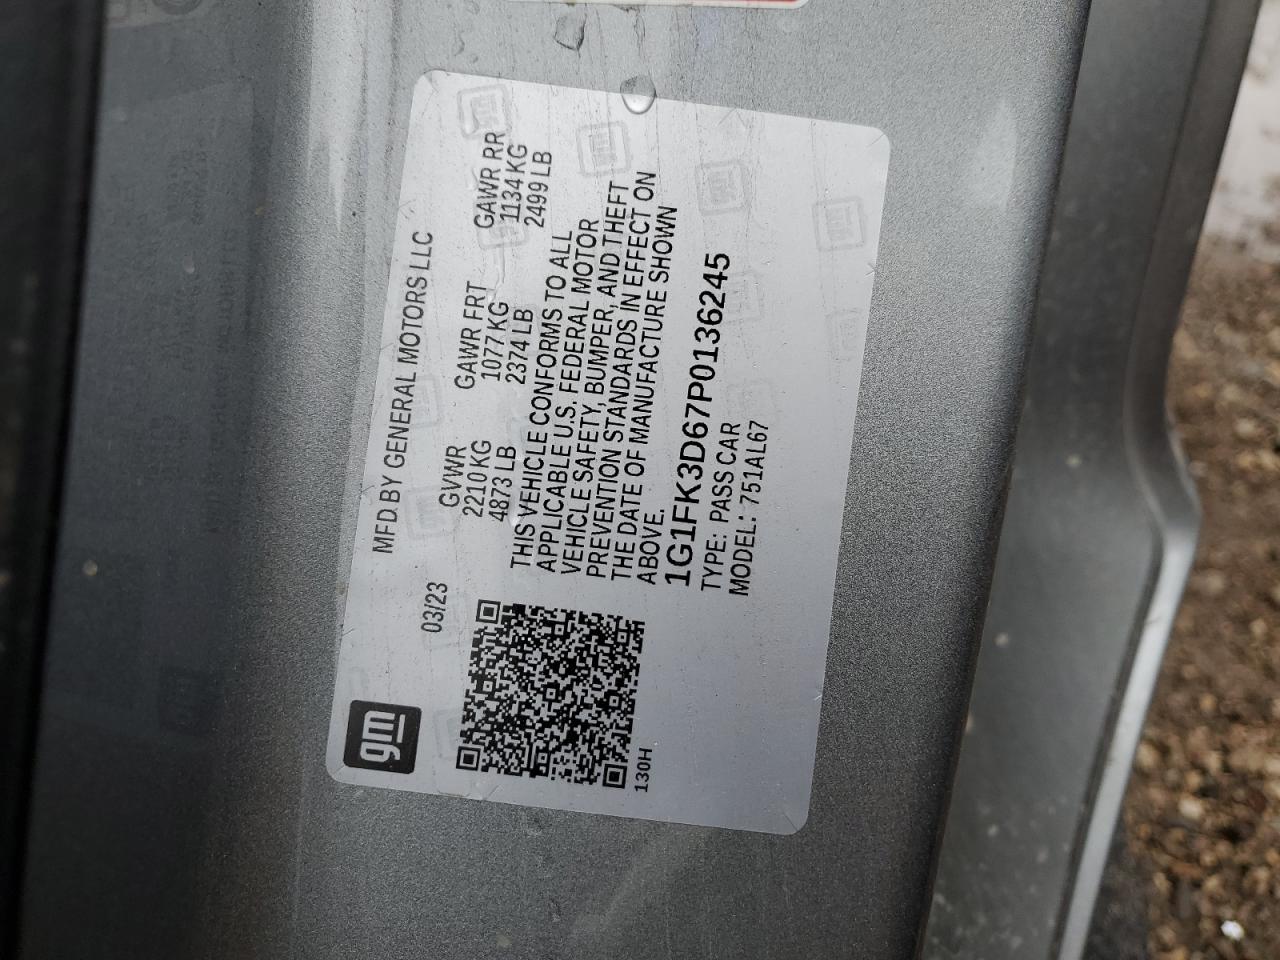 gm
03/23
MFD.BY GENERAL MOTORS LLC
GVWR GAWR FRT GAWR RR
2210 KG 1077 KG 1134 KG
4873 LB 2374 LB 2499 LB
THIS VEHICLE CONFORMS TO ALL
APPLICABLE U.S. FEDERAL MOTOR
VEHICLE SAFETY, BUMPER, AND THEFT
PREVENTION STANDARDS IN EFFECT ON
THE DATE OF MANUFACTURE SHOWN
ABOVE.
1G1FK3D67P0136245
TYPE: PASS CAR
MODEL: 751AL67
130H